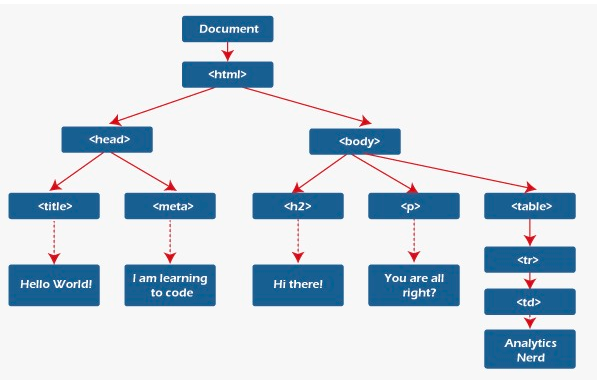 Document
<html>
<head>
<body>
<title>
<meta>
<h2>
<p>
<table>
<tr>
Hello World!
I am learning
to code
Hi there!
You are all
right?
<td>
Analytics
Nerd